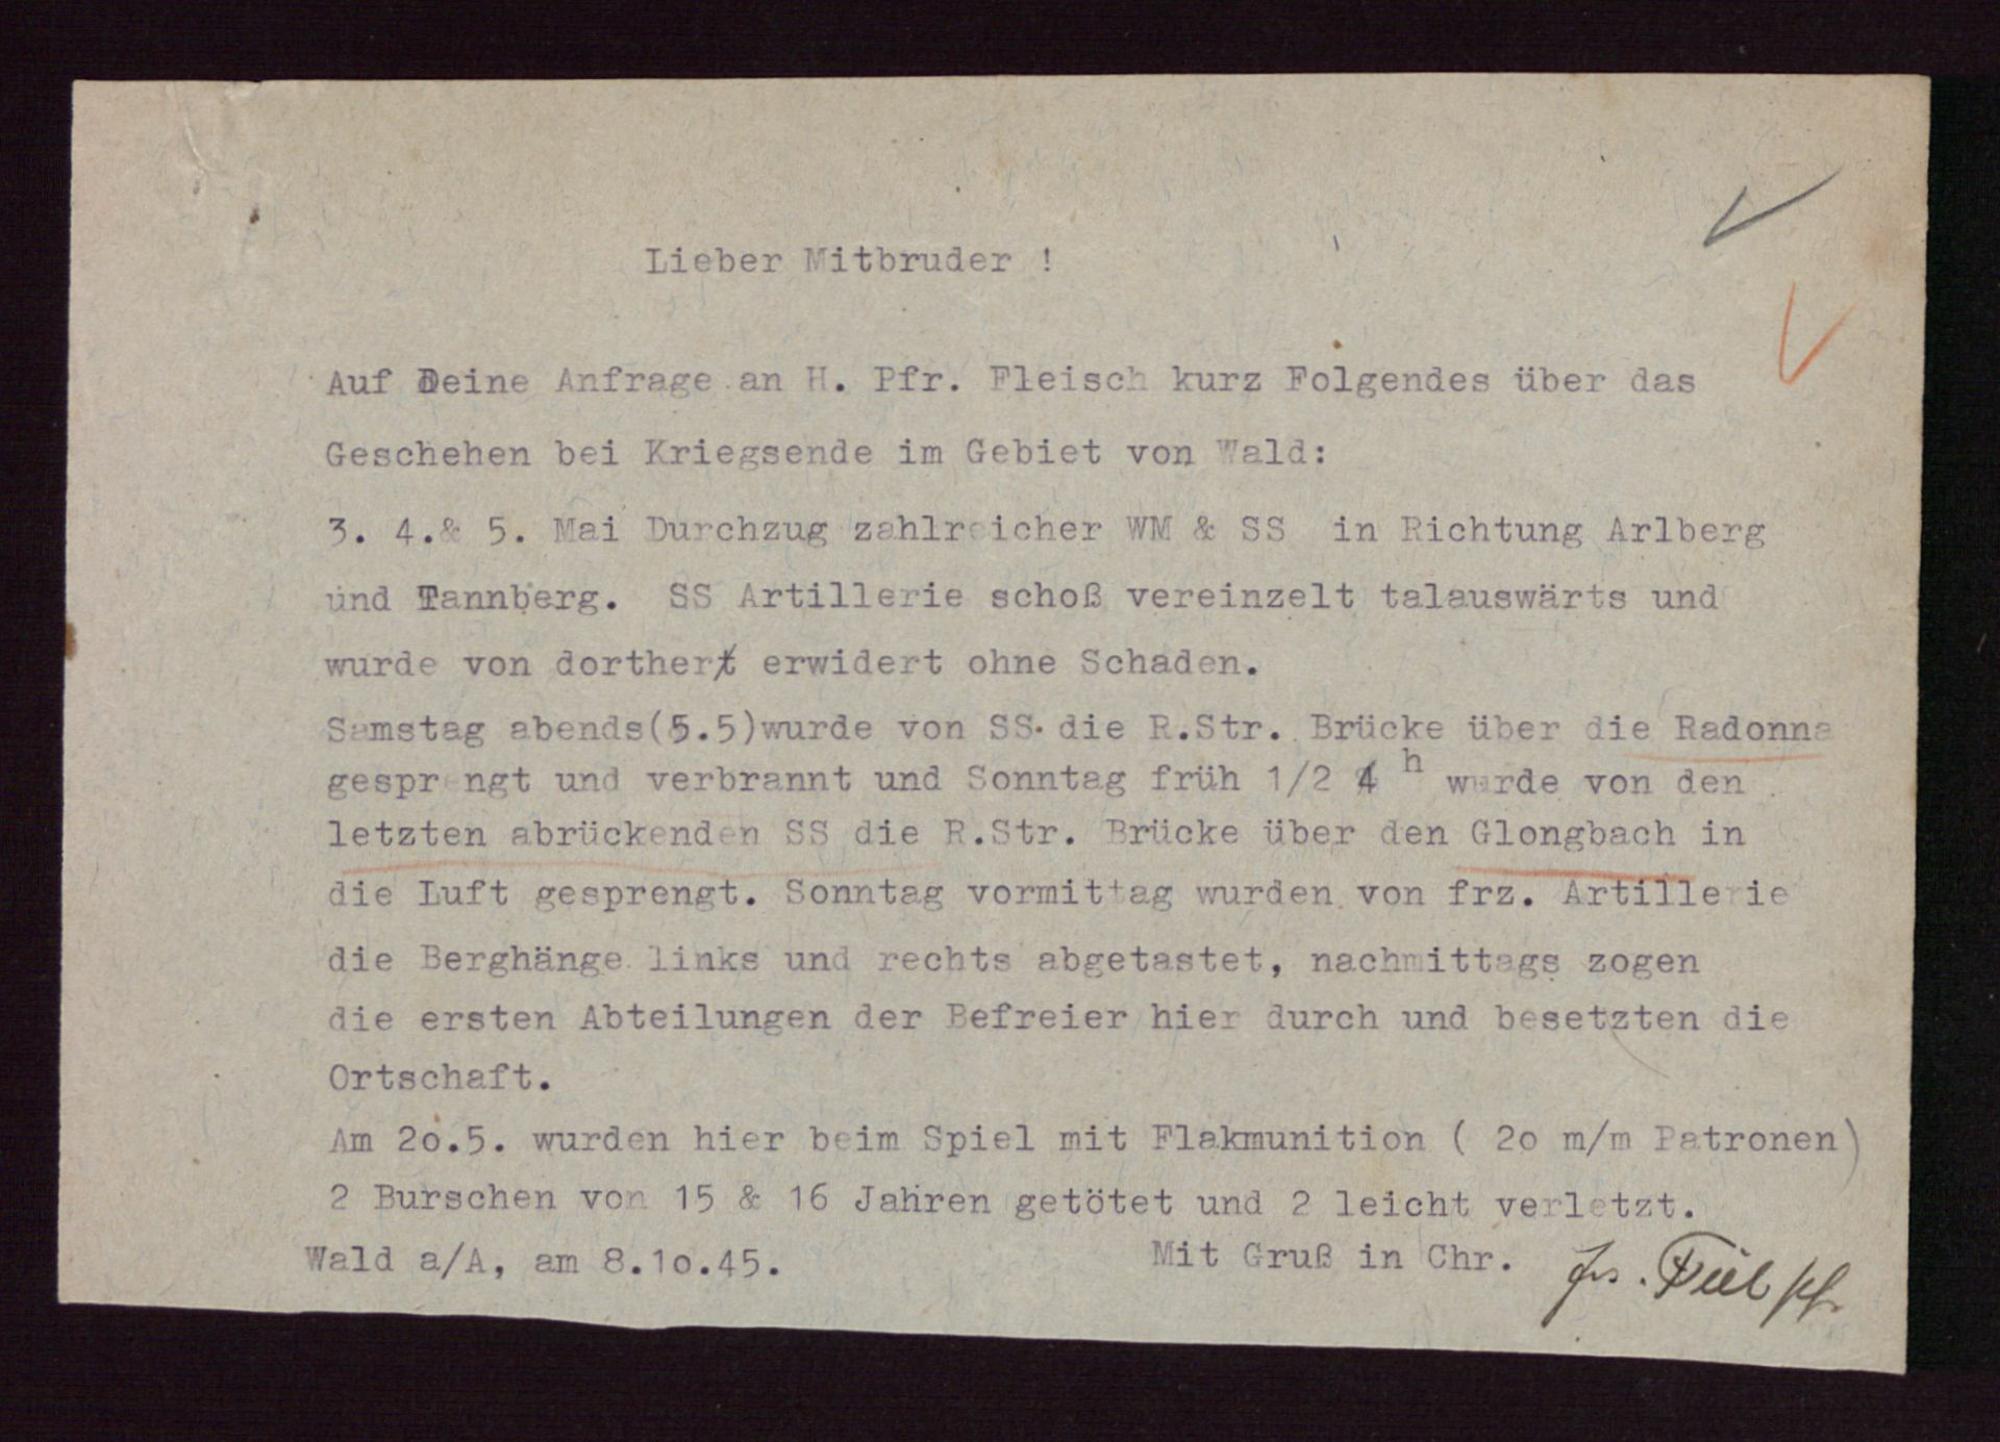 Lieber Mitbruder !
Auf Deine Anfrage an H. Pfr. Fleisch kurz Folgendes über das
Geschehen bei Kriegsende im Gebiet von Wald:
3. 4.& 5. Mai Durchzug zahlreicher WM & SS in Richtung Arlberg
und Tannberg. SS Artillerie schoß vereinzelt talauswärts und
wurde von dorther erwidert ohne Schaden.
Samstag abends(5.5)wurde von SS die R.Str. Brücke über die Radonna
gesprengt und verbrannt und Sonntag früh 1/2 4 h wurde von den
letzten abrückenden SS die R.Str. Brücke über den Glongbach in
die Luft gesprengt. Sonntag vormittag wurden von frz. Artillerie
die Berghänge links und rechts abgetastet, nachmittags zogen
die ersten Abteilungen der Befreier hier durch und besetzten die
Ortschaft.
Am 2o.5. wurden hier beim Spiel mit Flakmunition ( 2o m/m Patronen)
2 Burschen von 15 & 16 Jahren getötet und 2 leicht verletzt.
Wald a/A, am 8.1o.45. Mit Gruß in Chr.